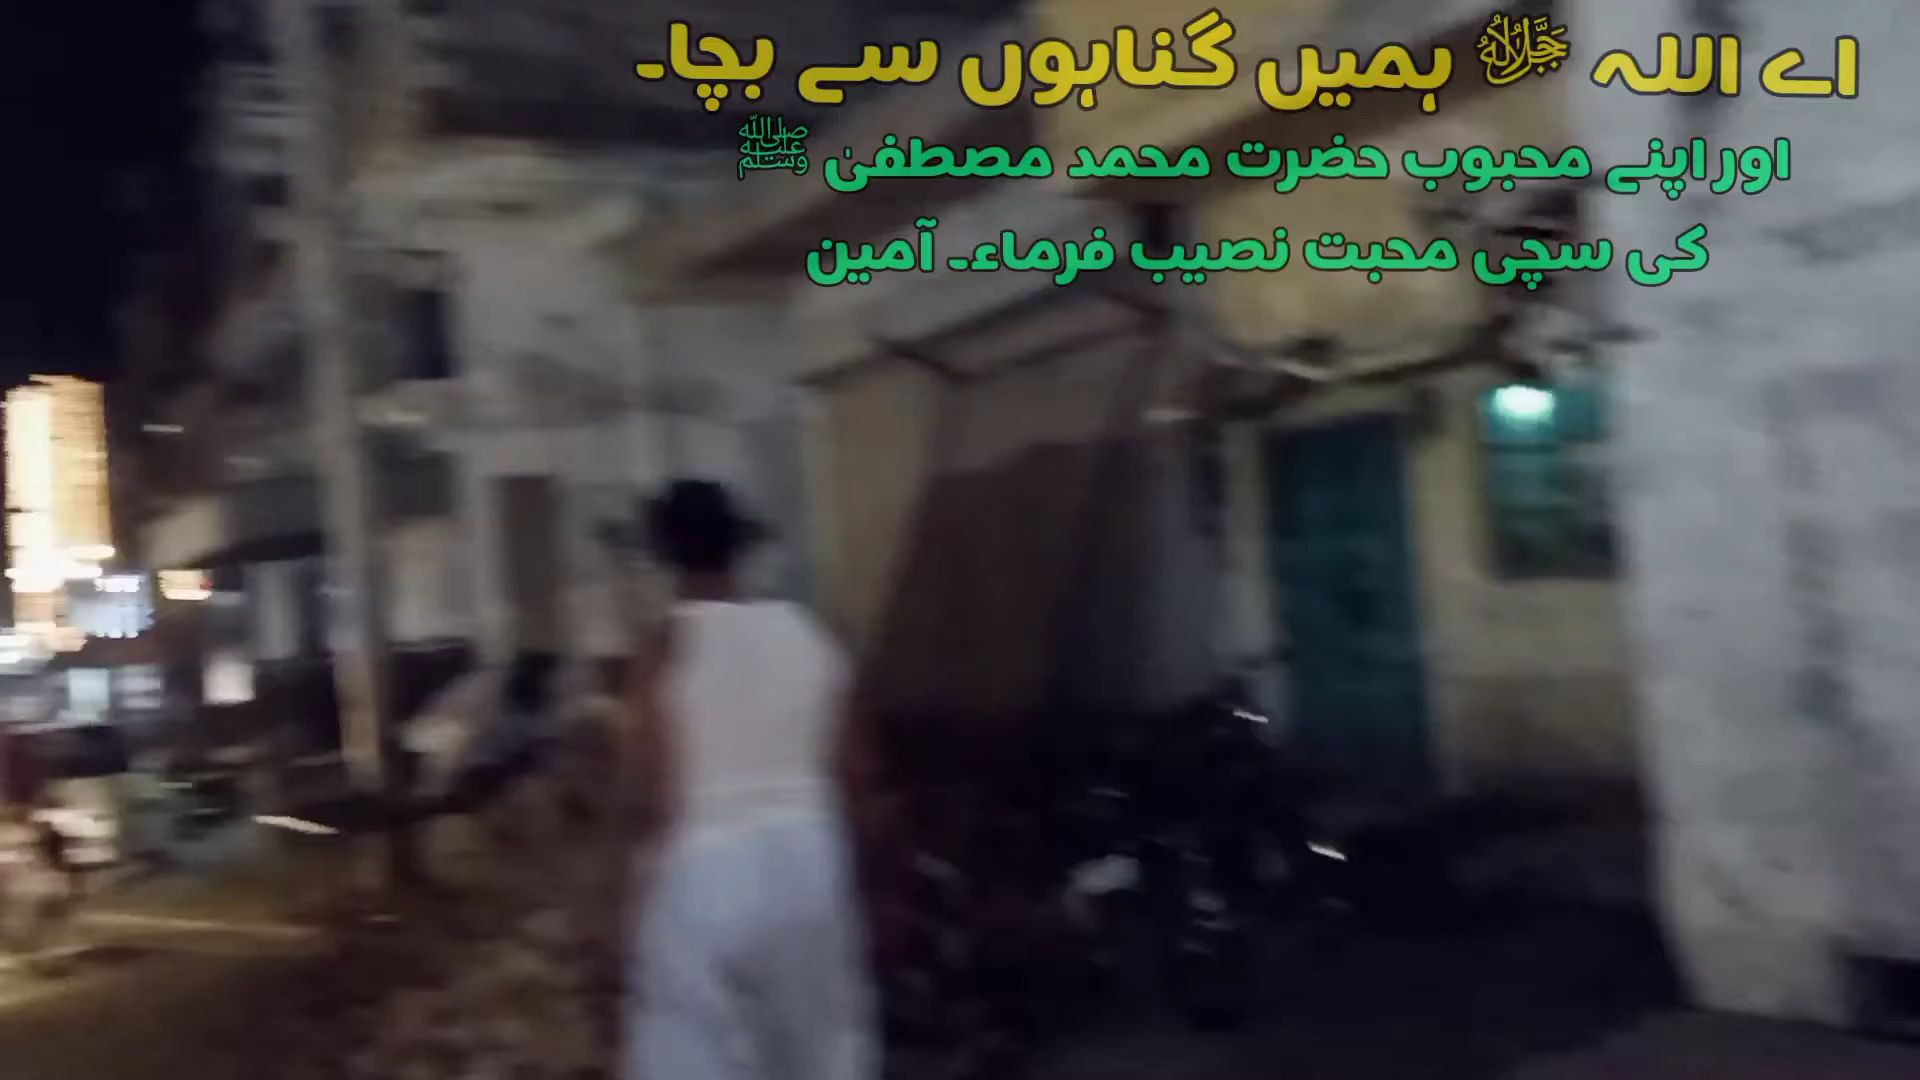 اے اللہ ﷻ ہمیں گناہوں سے بچا۔
اور اپنے محبوب حضرت محمد مصطفیٰ ﷺ
کی سچی محبت نصیب فرماء۔ آمین